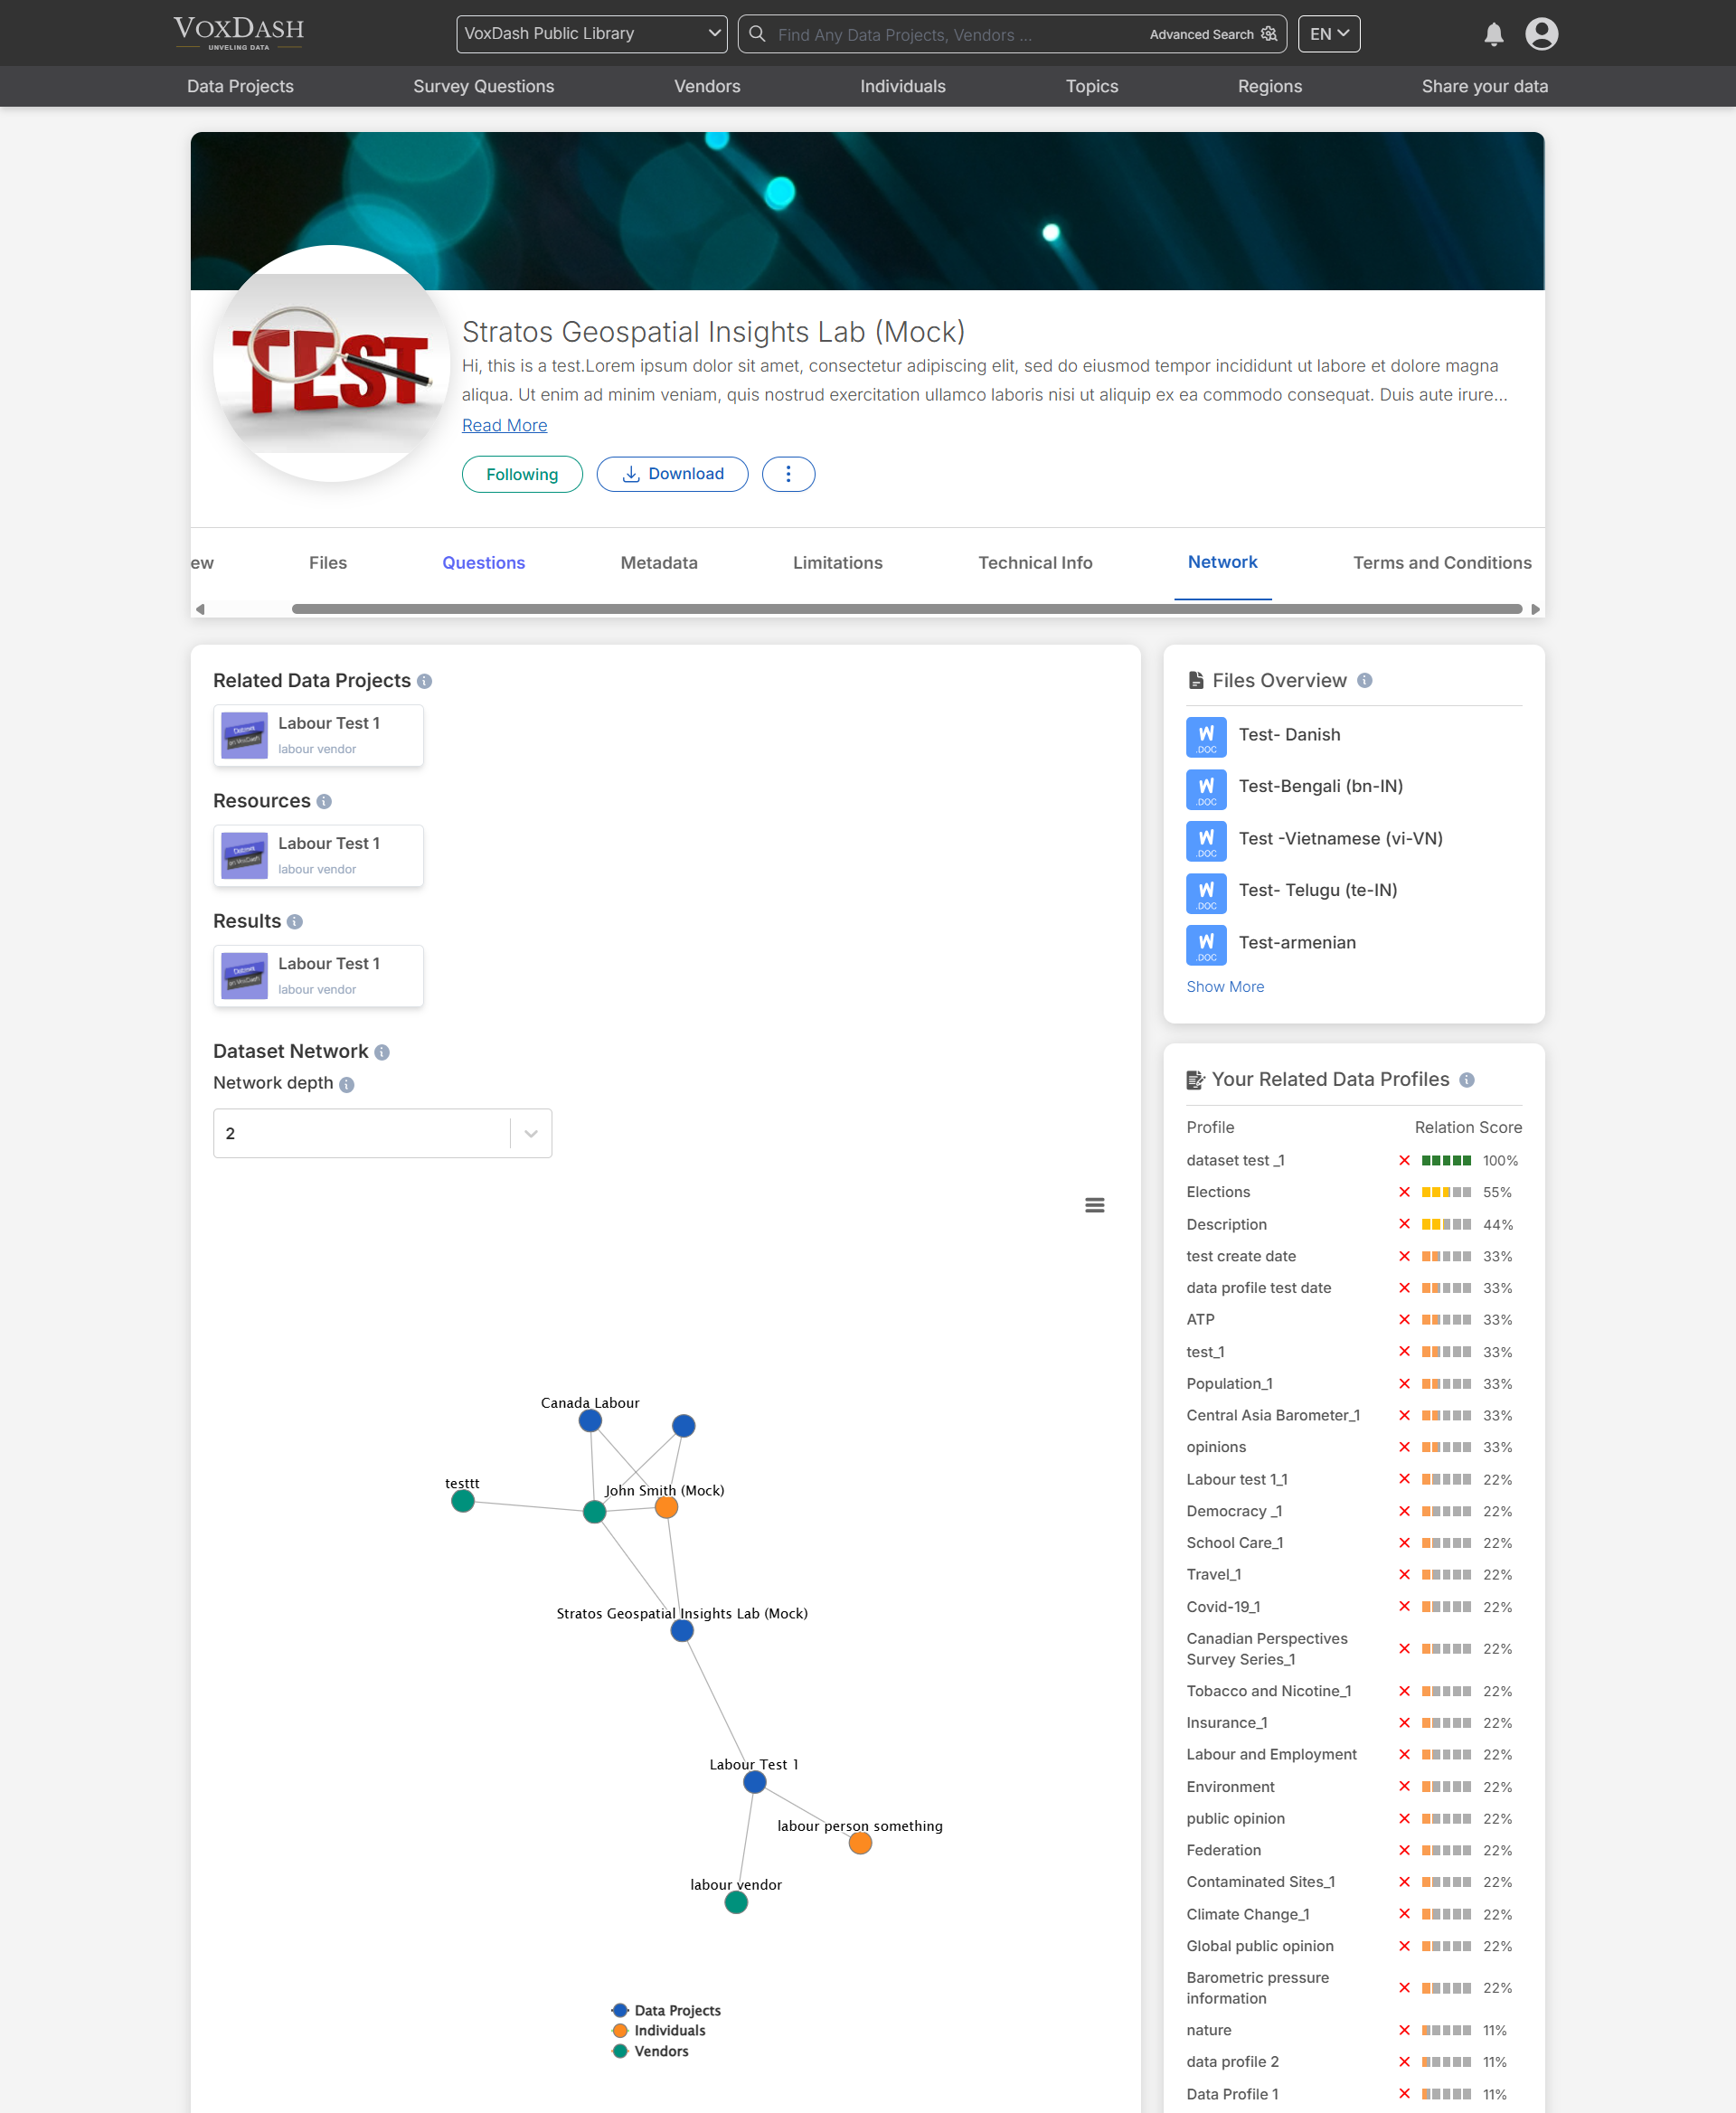 VOXDASH
UNVELING DATA
VoxDash Public Library
Find Any Data Projects, Vendors ...
Advanced Search
EN
Data Projects
Survey Questions
Vendors
Individuals
Topics
Regions
Share your data
TEST
Stratos Geospatial Insights Lab (Mock)
Hi, this is a test.Lorem ipsum dolor sit amet, consectetur adipiscing elit, sed do eiusmod tempor incididunt ut labore et dolore magna
aliqua. Ut enim ad minim veniam, quis nostrud exercitation ullamco laboris nisi ut aliquip ex ea commodo consequat. Duis aute irure...
Read More
Following
Download
ew
Files
Questions
Metadata
Limitations
Technical Info
Network
Terms and Conditions
Related Data Projects
Labour Test 1
labour vendor
Resources
Labour Test 1
labour vendor
Results
Labour Test 1
labour vendor
Dataset Network
Network depth
2
Canada Labour
testtt
John Smith (Mock)
Stratos Geospatial Insights Lab (Mock)
Labour Test 1
labour person something
labour vendor
Data Projects
Individuals
Vendors
Files Overview
W .DOC Test- Danish
W .DOC Test-Bengali (bn-IN)
W .DOC Test -Vietnamese (vi-VN)
W .DOC Test- Telugu (te-IN)
W .DOC Test-armenian
Show More
Your Related Data Profiles
Profile Relation Score
dataset test _1 100%
Elections 55%
Description 44%
test create date 33%
data profile test date 33%
ATP 33%
test_1 33%
Population_1 33%
Central Asia Barometer_1 33%
opinions 33%
Labour test 1_1 22%
Democracy _1 22%
School Care_1 22%
Travel_1 22%
Covid-19_1 22%
Canadian Perspectives
Survey Series_1 22%
Tobacco and Nicotine_1 22%
Insurance_1 22%
Labour and Employment 22%
Environment 22%
public opinion 22%
Federation 22%
Contaminated Sites_1 22%
Climate Change_1 22%
Global public opinion 22%
Barometric pressure
information 22%
nature 11%
data profile 2 11%
Data Profile 1 11%